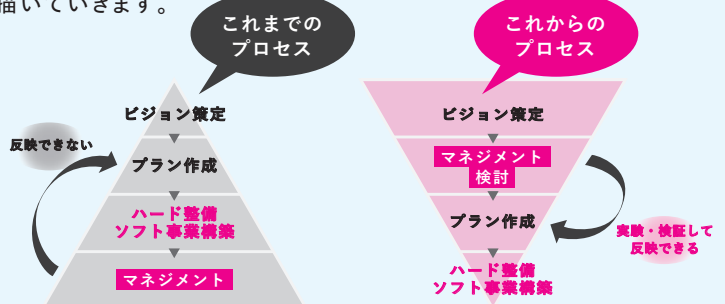 描いていきます。
これまでの
プロセス
ビジョン策定
反映できない
プラン作成
ハード整備
ソフト事業構築
マネジメント
これからの
プロセス
ビジョン策定
マネジメント
検討
プラン作成
実験・検証して
反映できる
ハード整備
ソフト事業構築